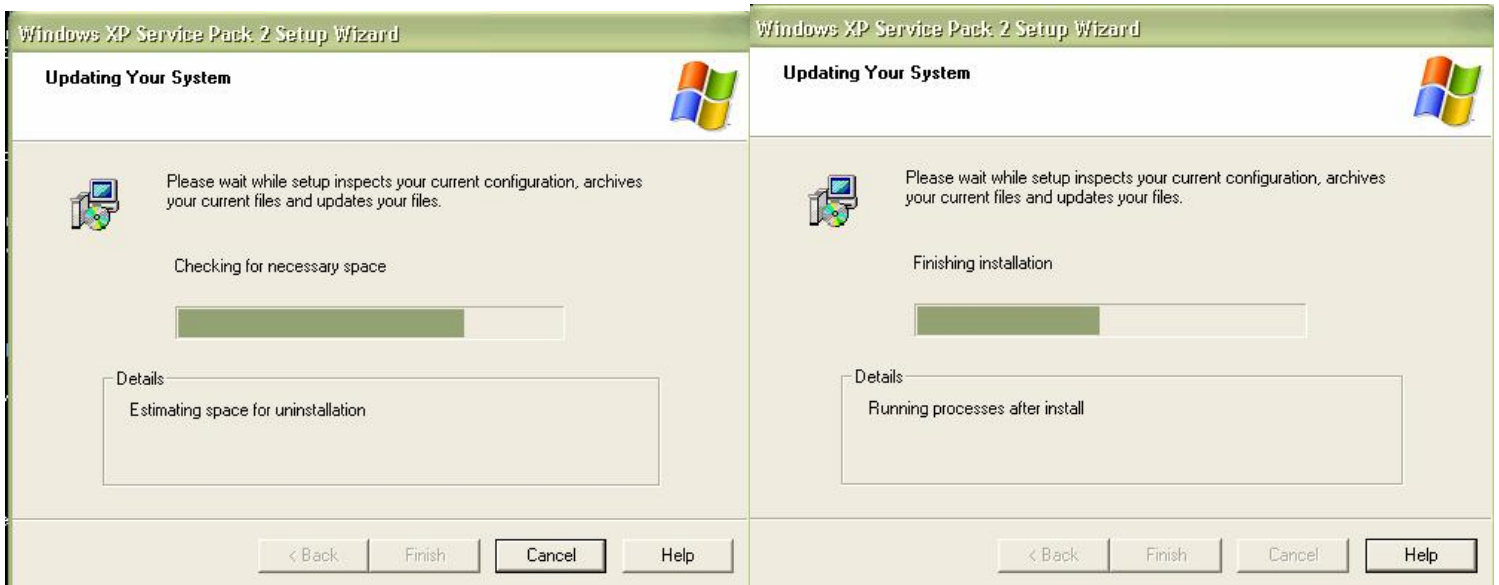 Windows XP Service Pack 2 Setup Wizard
Updating Your System
Please wait while setup inspects your current configuration, archives
your current files and updates your files.
Checking for necessary space
Details
Estimating space for uninstallation
< Back
Finish
Cancel
Help
Windows XP Service Pack 2 Setup Wizard
Updating Your System
Please wait while setup inspects your current configuration, archives
your current files and updates your files.
Finishing installation
Details
Running processes after install
< Back
Finish
Cancel
Help